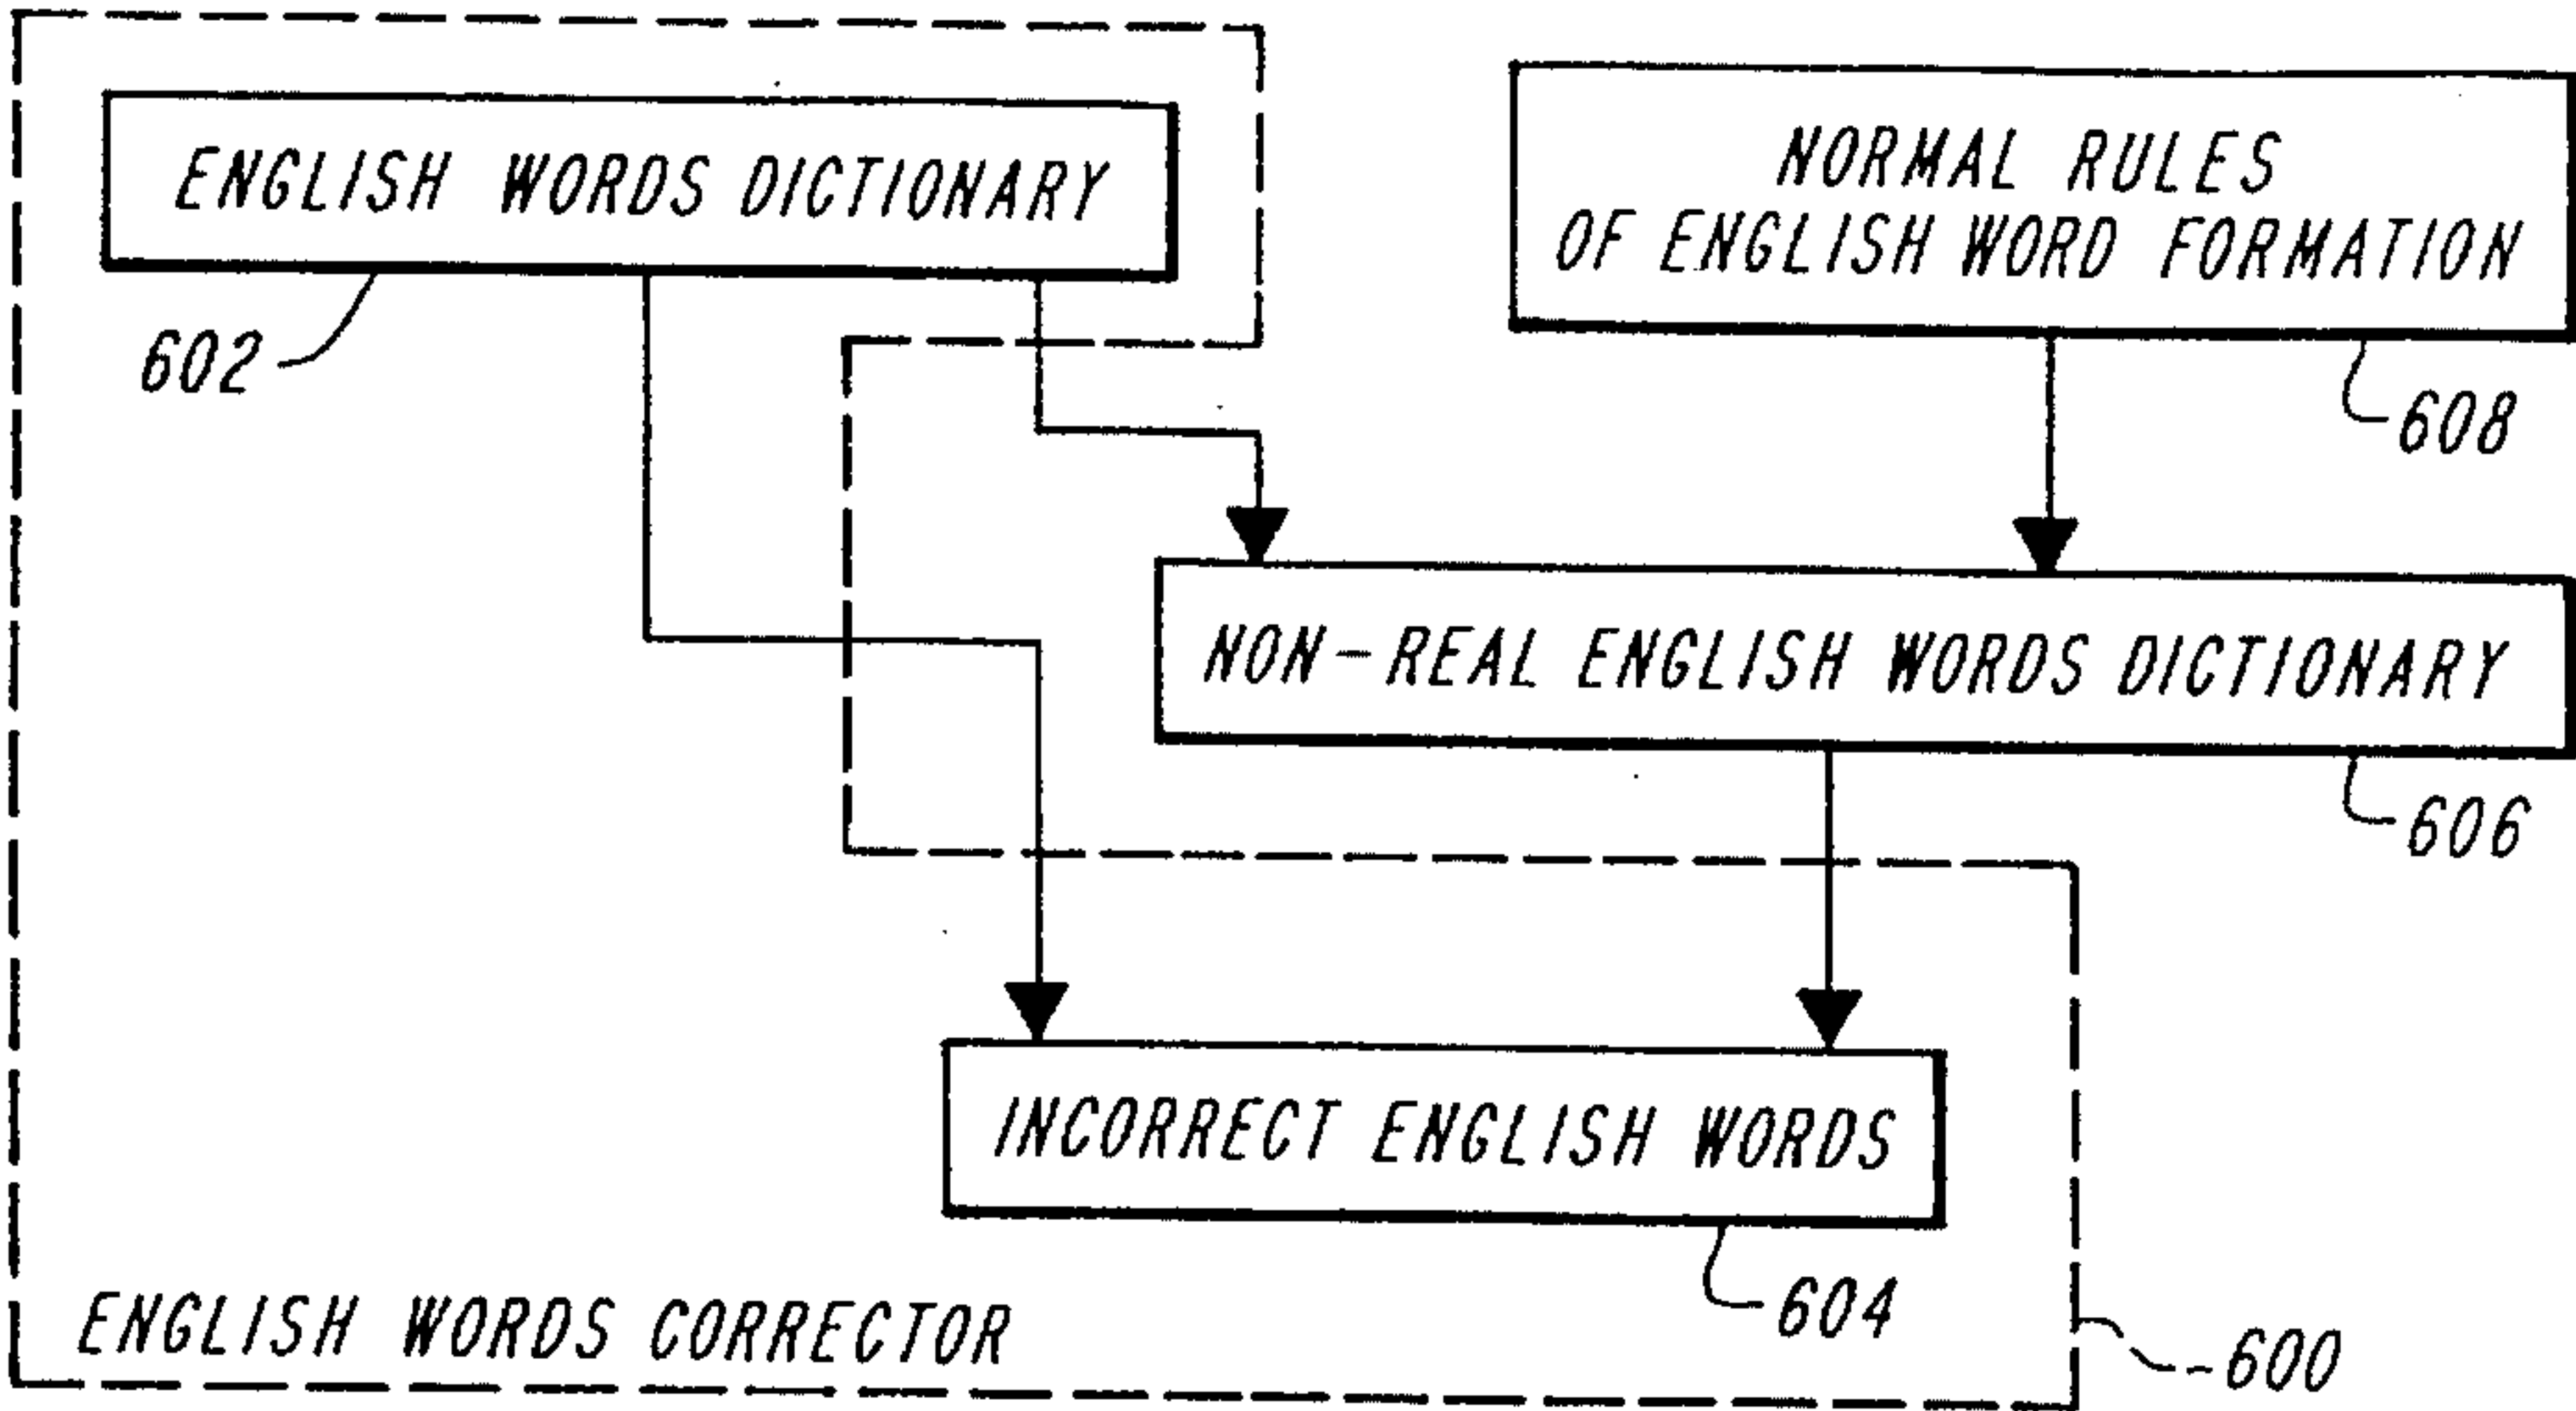 ENGLISH WORDS DICTIONARY
602
NORMAL RULES
OF ENGLISH WORD FORMATION
608
NON-REAL ENGLISH WORDS DICTIONARY
606
INCORRECT ENGLISH WORDS
604
ENGLISH WORDS CORRECTOR
600